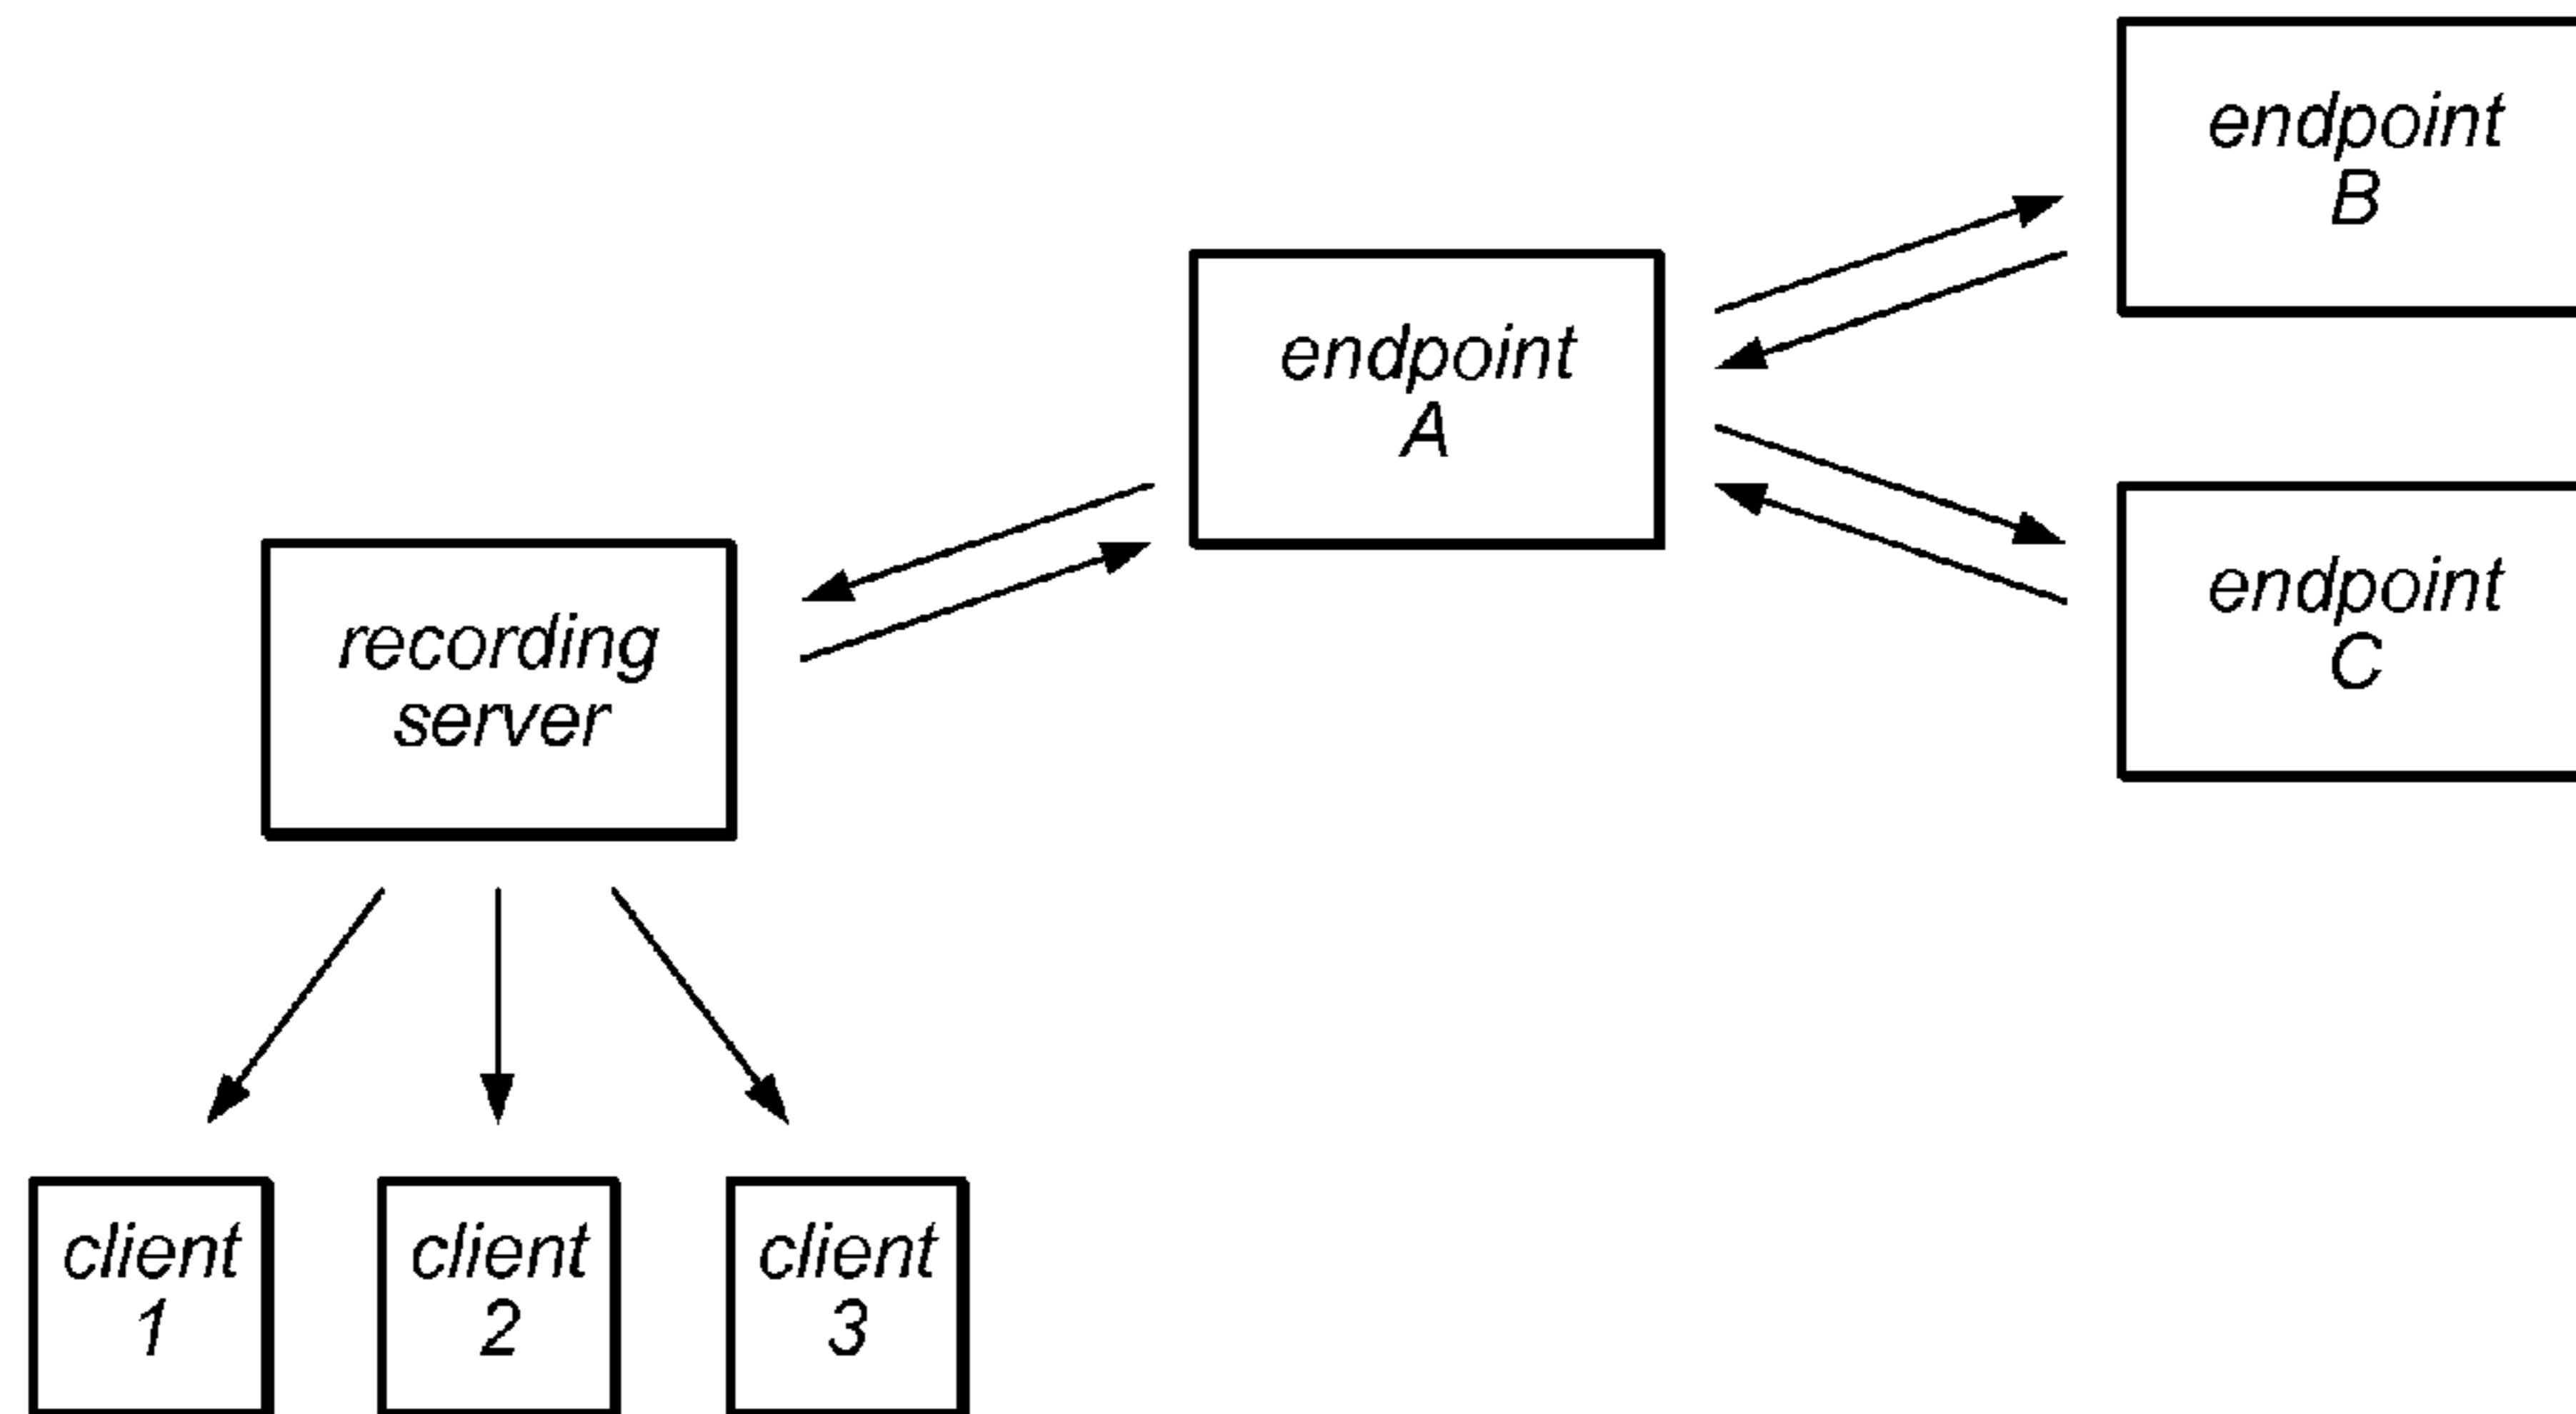 endpoint
B
endpoint
A
endpoint
C
recording
server
client
1
client
2
client
3